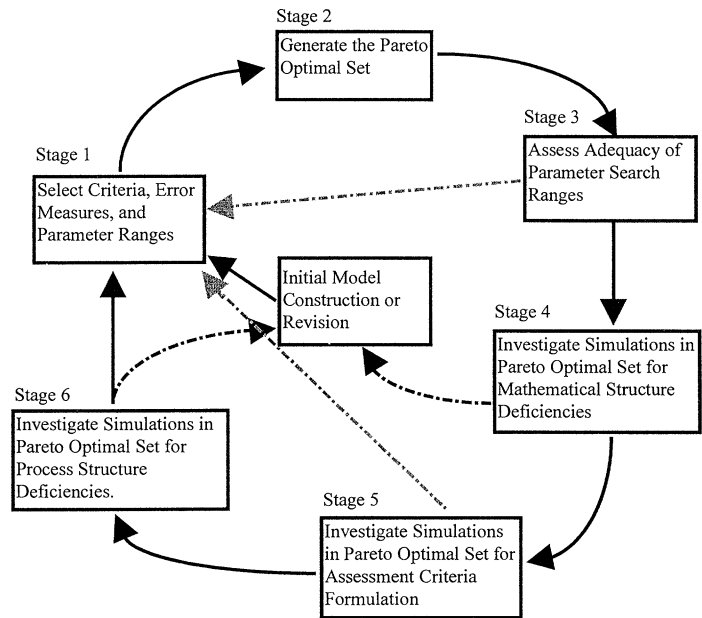 Stage 2
Generate the Pareto
Optimal Set
Stage 3
Assess Adequacy of
Parameter Search
Ranges
Stage 1
Select Criteria, Error
Measures, and
Parameter Ranges
Initial Model
Construction or
Revision
Stage 4
Investigate Simulations in
Pareto Optimal Set for
Mathematical Structure
Deficiencies
Stage 6
Investigate Simulations in
Pareto Optimal Set for
Process Structure
Deficiencies.
Stage 5
Investigate Simulations
in Pareto Optimal Set for
Assessment Criteria
Formulation